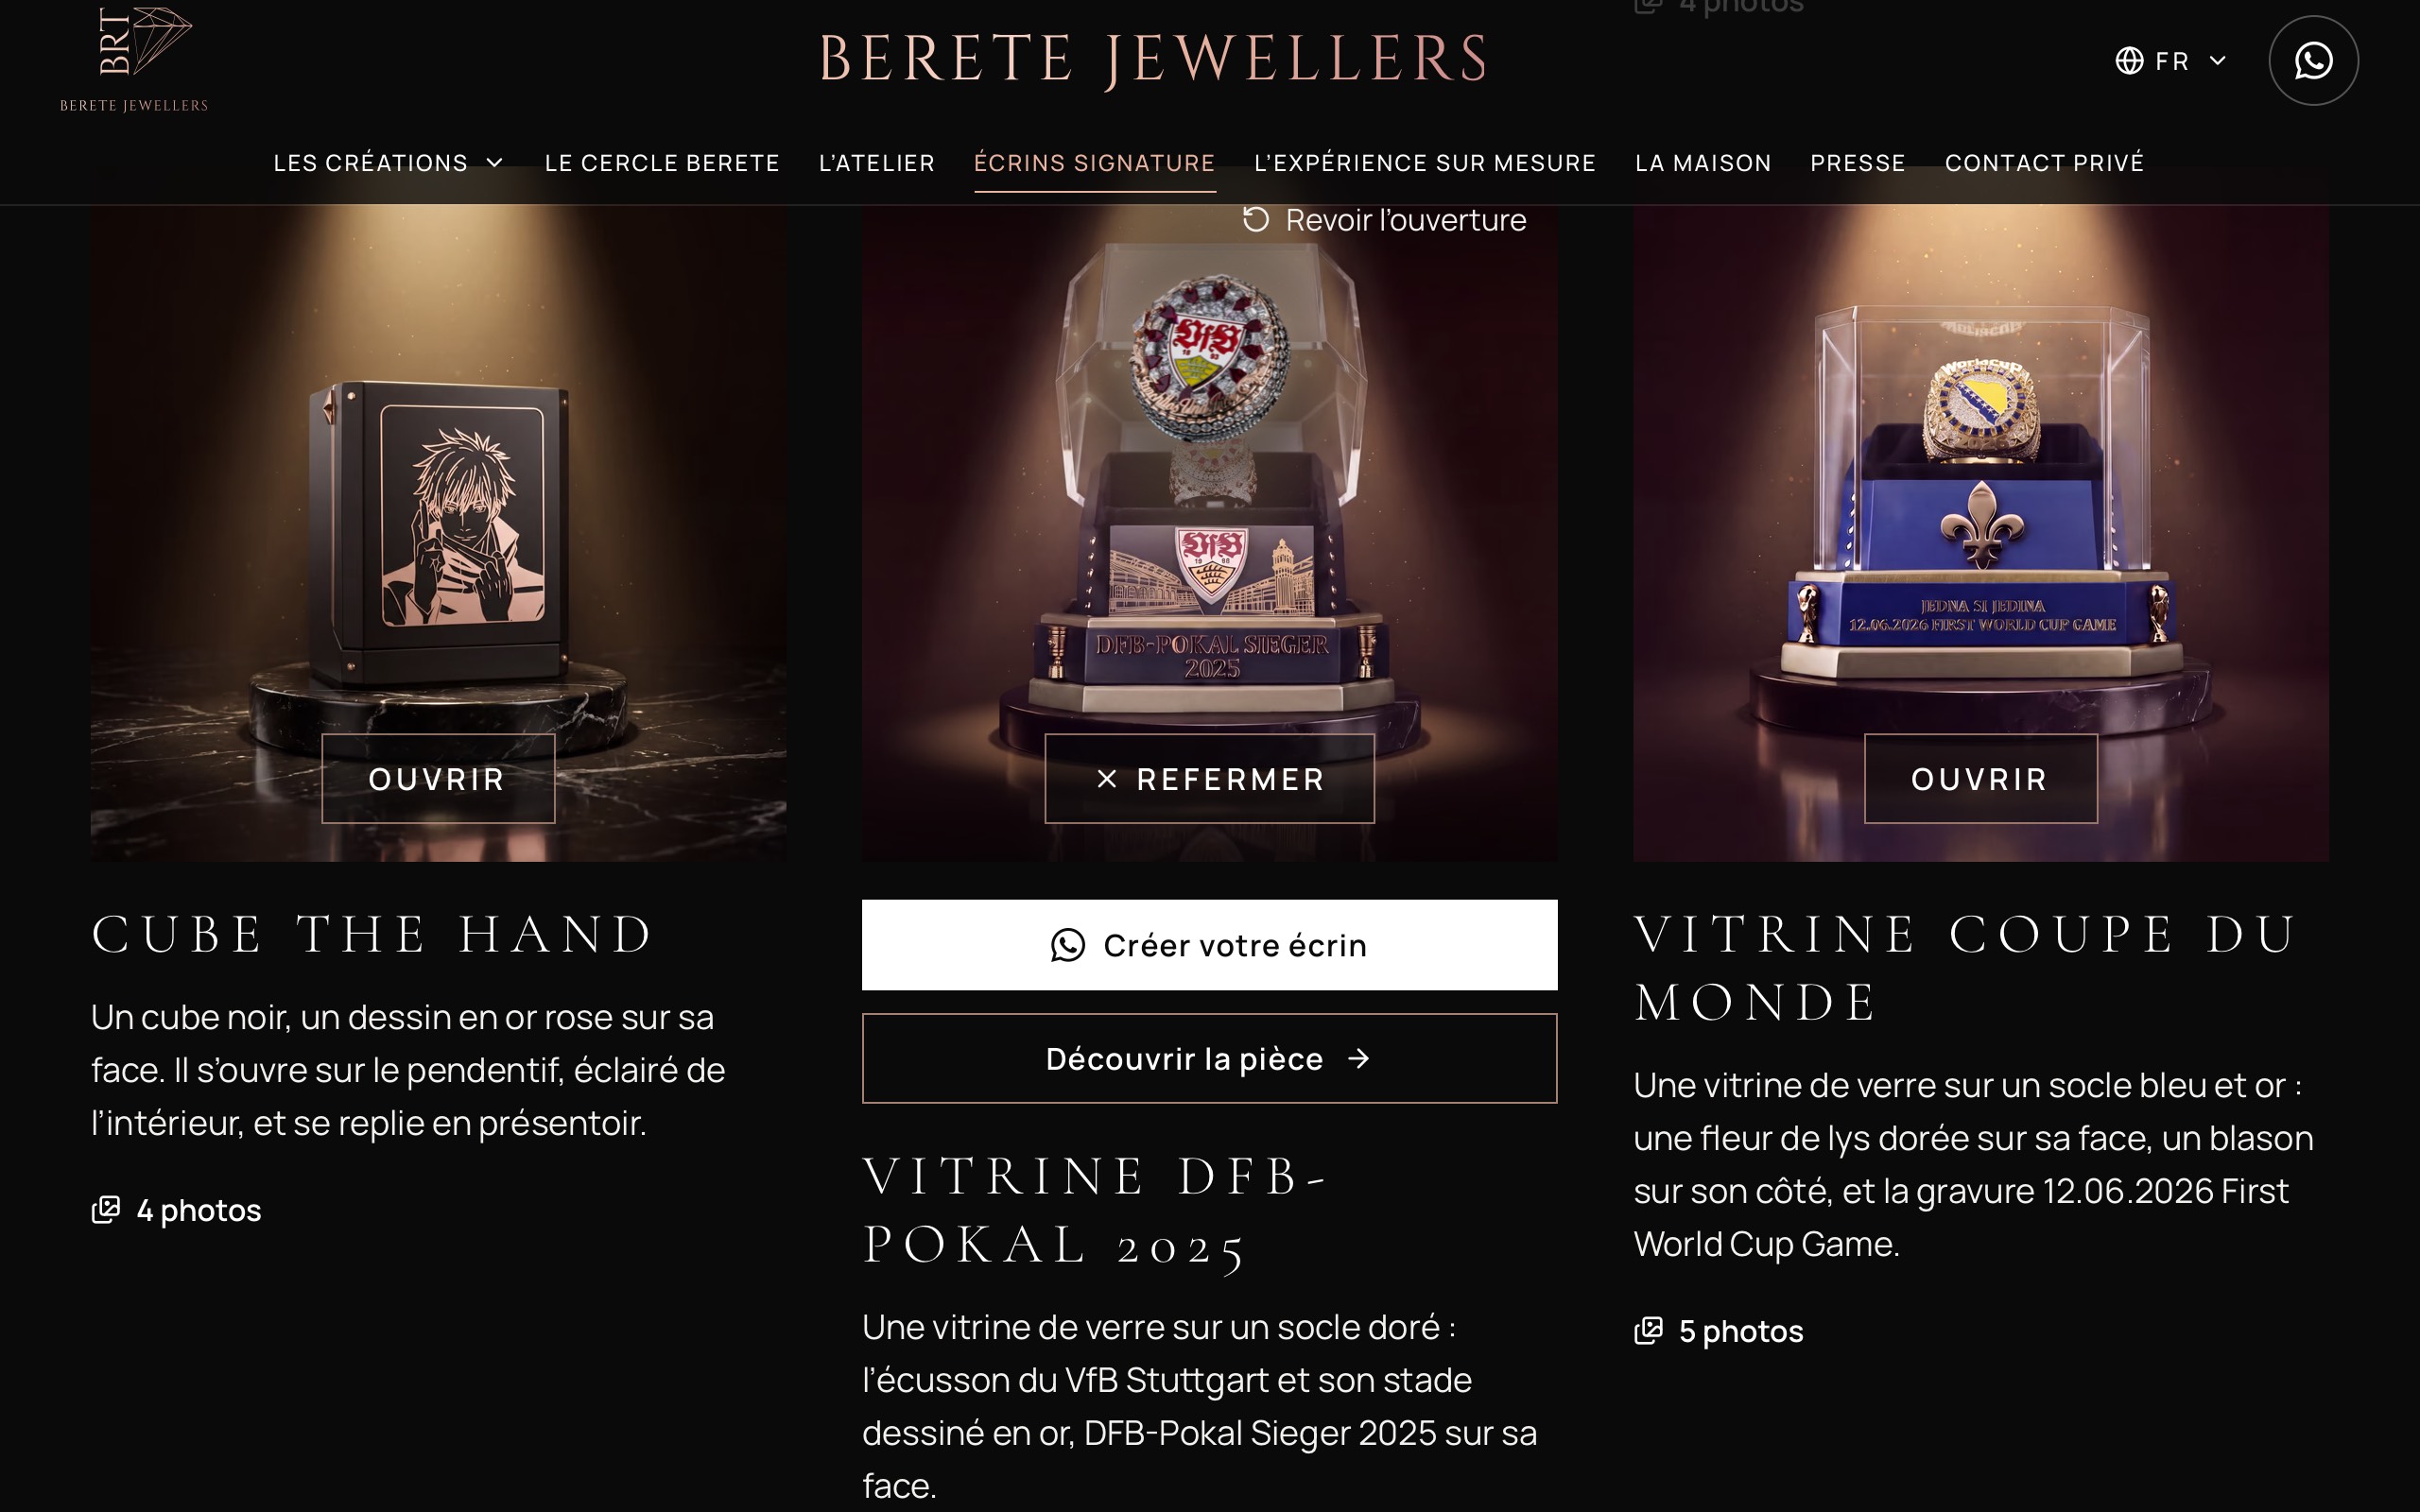 4 photos
BRT
BERETE JEWELLERS
BERETE JEWELLERS
FR
LES CRÉATIONS
LE CERCLE BERETE
L’ATELIER
ÉCRINS SIGNATURE
L’EXPÉRIENCE SUR MESURE
LA MAISON
PRESSE
CONTACT PRIVÉ
Revoir l’ouverture
VfB
VfB
DFB-POKAL SIEGER
2025
WorldCup
JEDNA SI JEDINA
12.06.2026 FIRST WORLD CUP GAME
OUVRIR
REFERMER
OUVRIR
CUBE THE HAND
Un cube noir, un dessin en or rose sur sa
face. Il s’ouvre sur le pendentif, éclairé de
l’intérieur, et se replie en présentoir.
4 photos
Créer votre écrin
Découvrir la pièce
VITRINE DFB-
POKAL 2025
Une vitrine de verre sur un socle doré :
l’écusson du VfB Stuttgart et son stade
dessiné en or, DFB-Pokal Sieger 2025 sur sa
face.
VITRINE COUPE DU
MONDE
Une vitrine de verre sur un socle bleu et or :
une fleur de lys dorée sur sa face, un blason
sur son côté, et la gravure 12.06.2026 First
World Cup Game.
5 photos